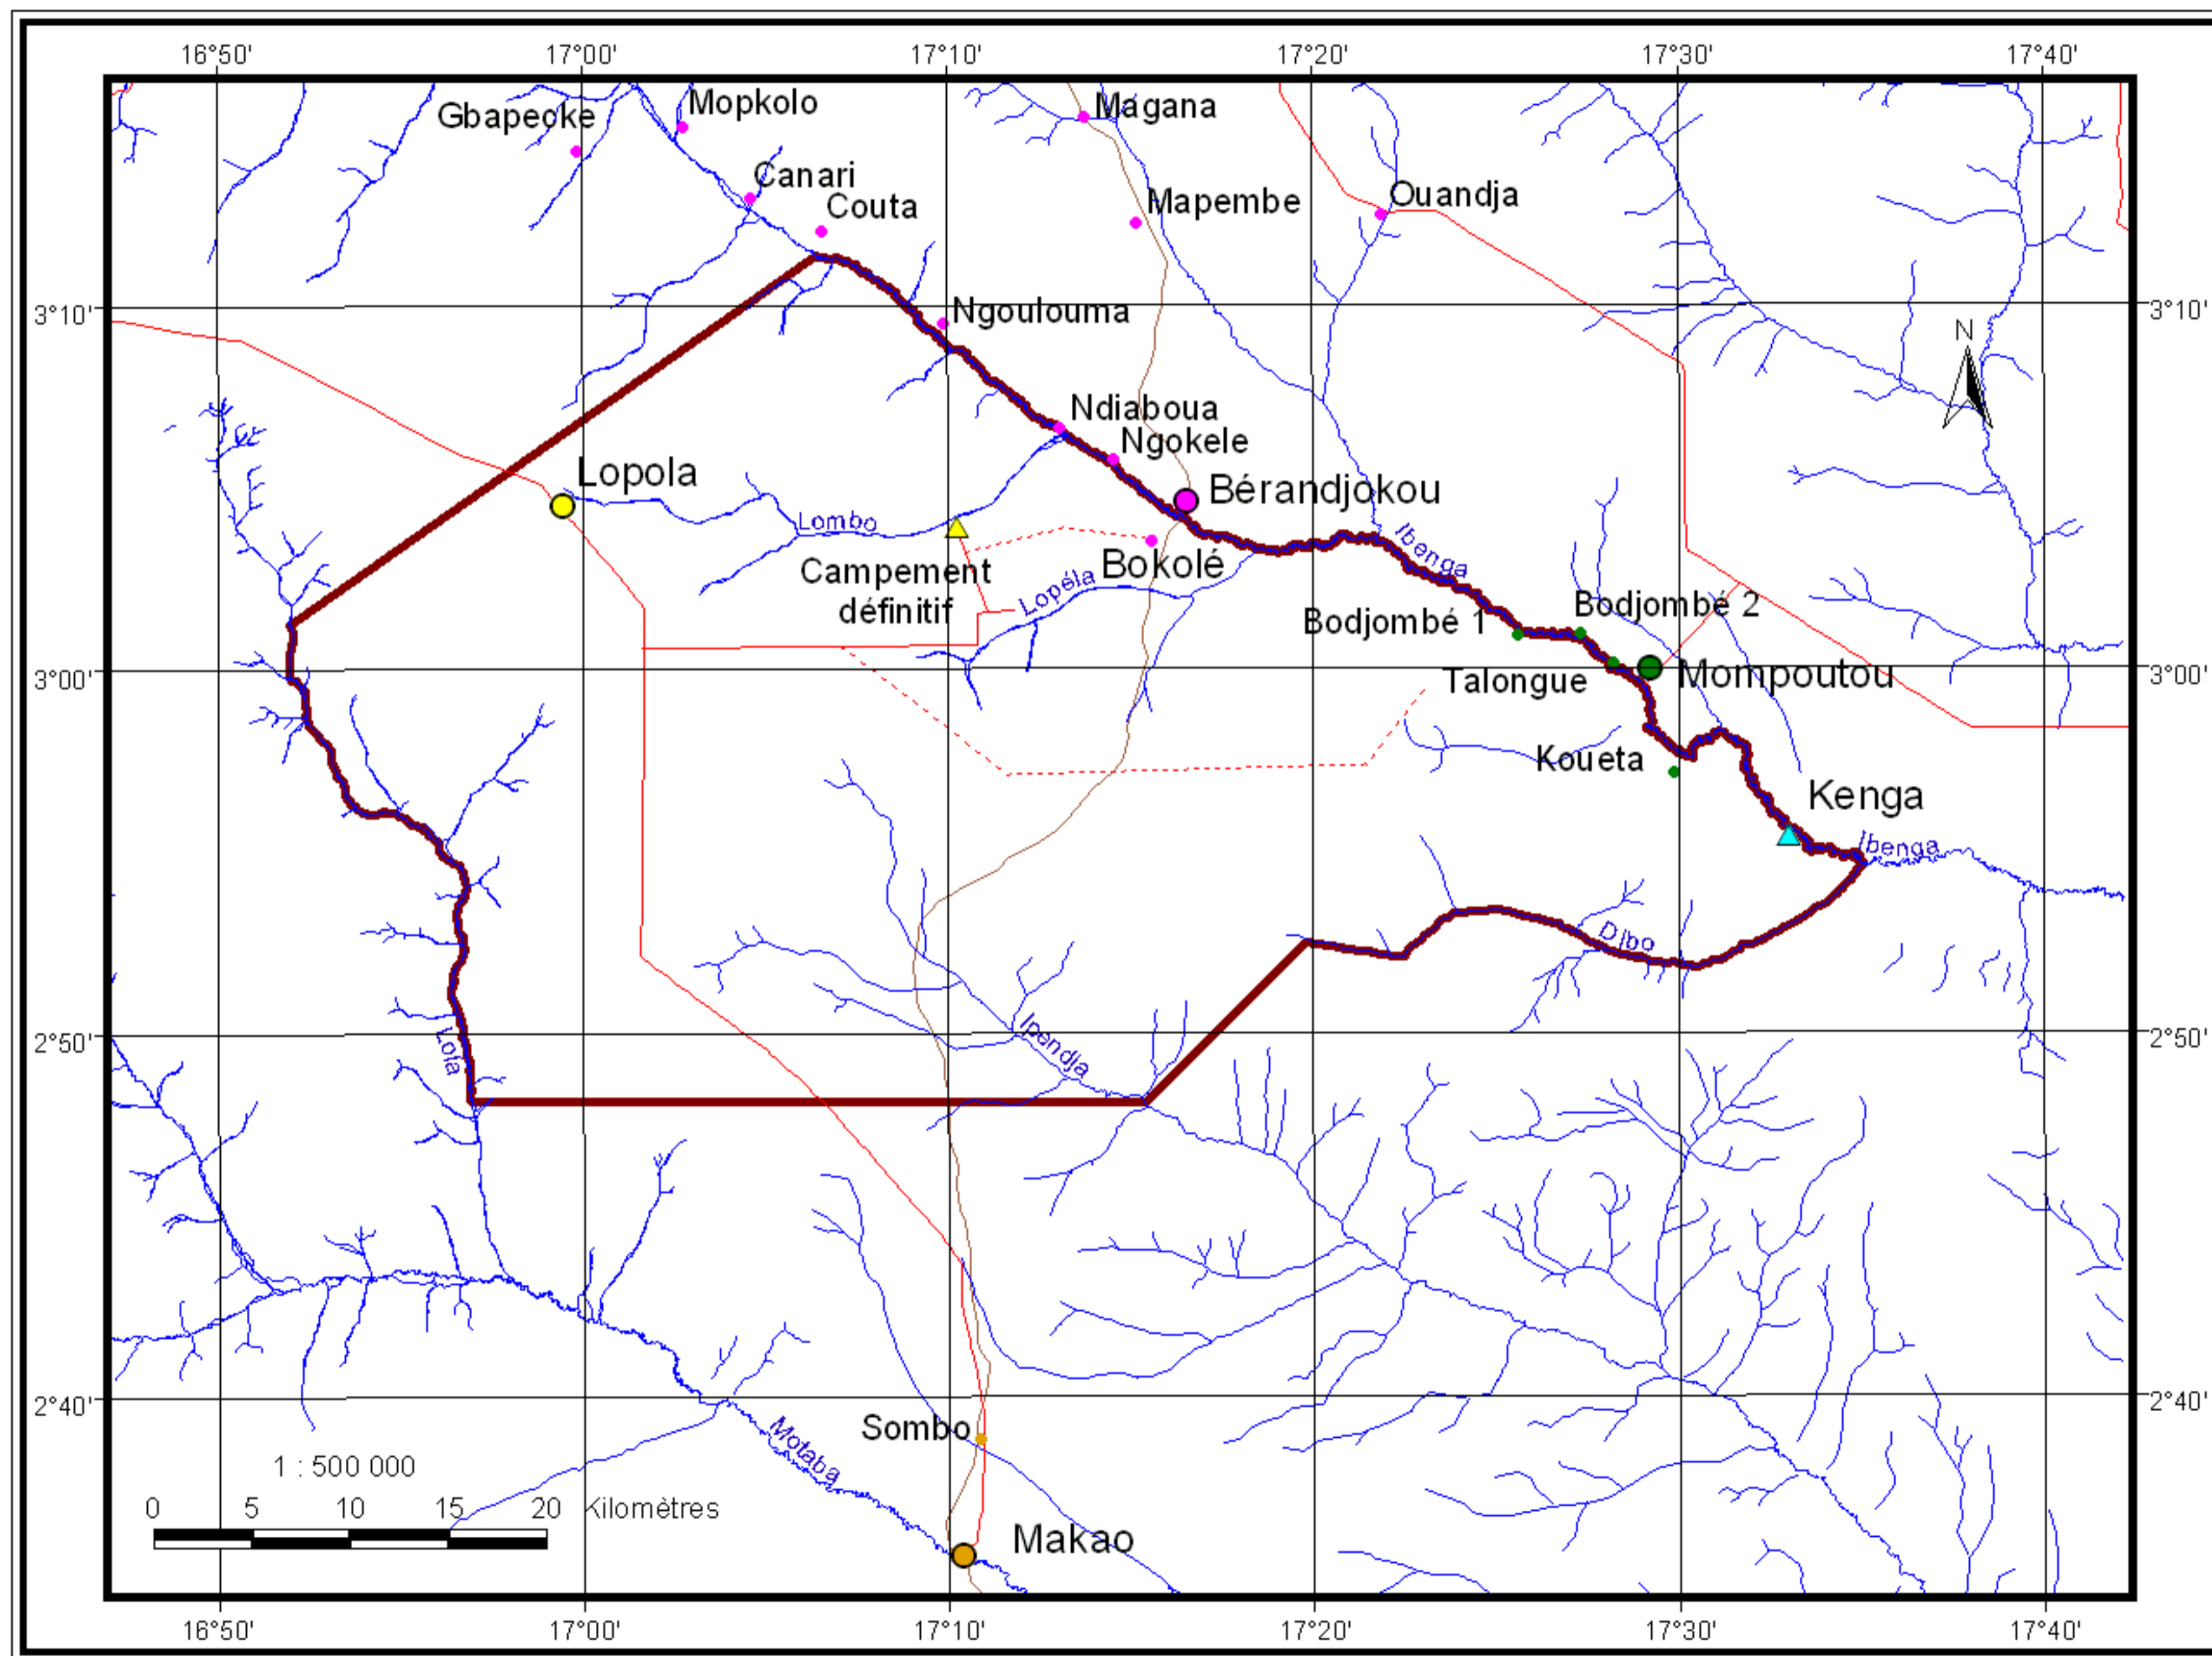 16°50' 17°00' 17°10' 17°20' 17°30' 17°40'
Gbapeoke
Mopkolo
Magana
Canari
Couta
Mapembe
Ouandja
3°10' 3°10'
Ngoulouma
N
Ndiaboua
Ngokele
Lopola
Bérandjokou
Lombo
Ibenga
Campement
définitif
Bokolé
Lopéla
Bodjombé 1
Bodjombé 2
3°00' 3°00'
Talongue
Mompoutou
Koueta
Kenga
Ibenga
Djbo
Lola
Ipendja
2°50' 2°50'
2°40' 2°40'
Sombo
Motaba
1 : 500 000
0 5 10 15 20 Kilomètres
Makao
16°50' 17°00' 17°10' 17°20' 17°30' 17°40'